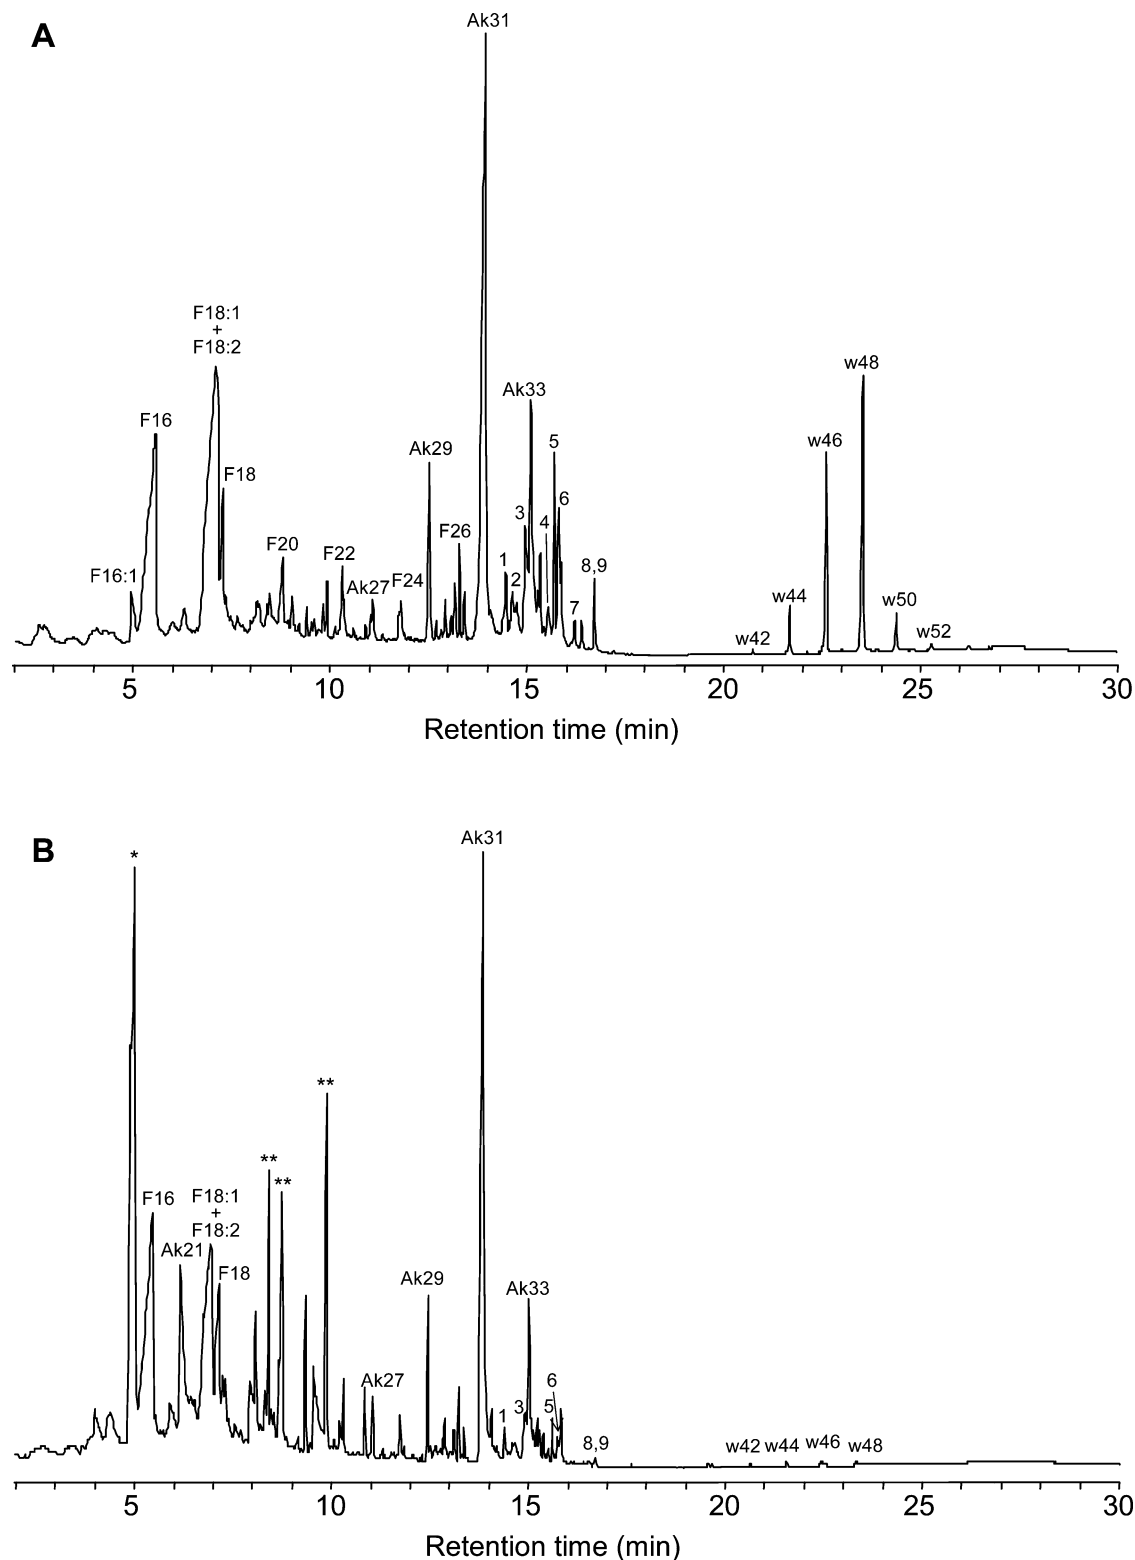 A
Ak31
F18:1
+
F18:2
w48
Ak33
F16
w46
Ak29
5
F18
6
3
4
F26
F20
F22
1
8,9
F16:1
2
Ak27
F24
w44
7
w50
w42
w52
5 10 15 20 25 30
Retention time (min)
B
Ak31
*
**
**
**
F16
F18:1
+
F18:2
Ak21
F18
Ak29
Ak33
Ak27
6
1
3
5
8,9
w42 w44 w46 w48
5 10 15 20 25 30
Retention time (min)